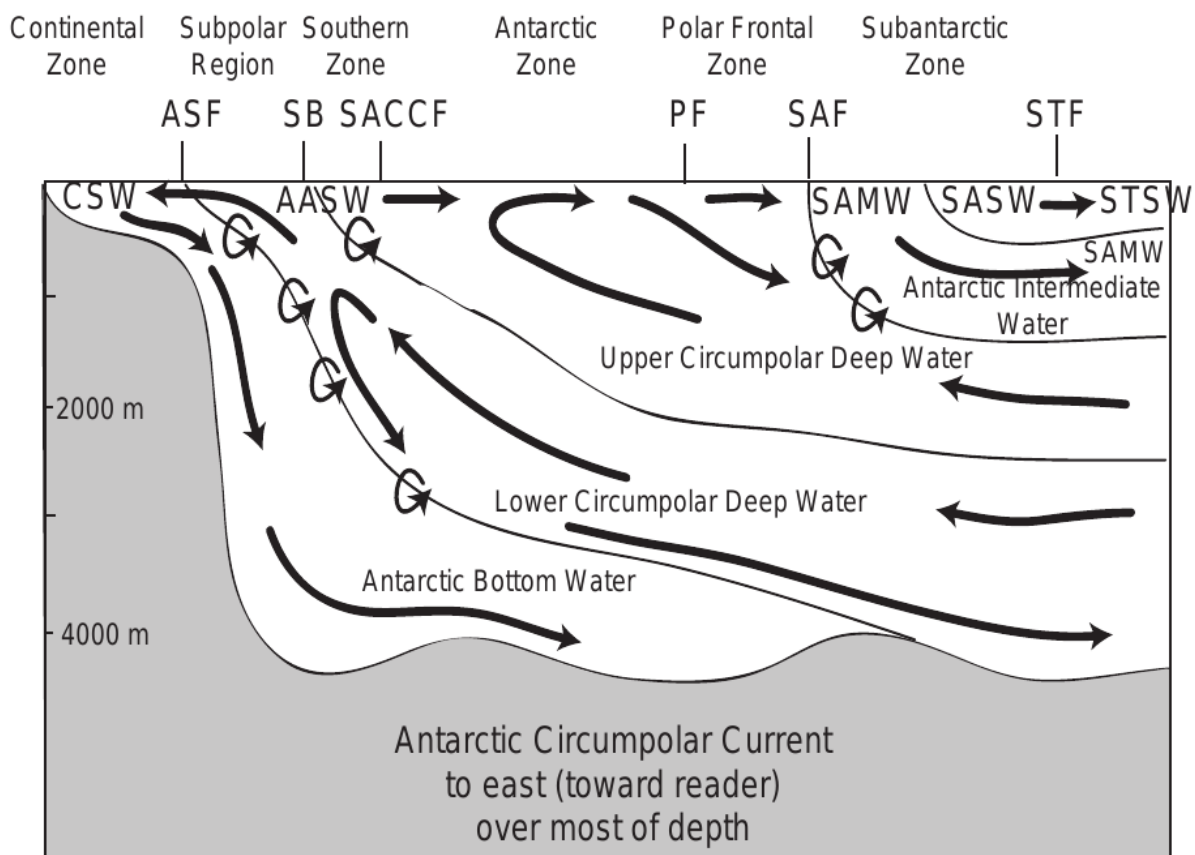 Continental Subpolar Southern Antarctic Polar Frontal Subantarctic
Zone Region Zone Zone Zone Zone
ASF SB SACCF PF SAF STF
CSW AASW SAMW SASW STSW
SAMW
Antarctic Intermediate
Water
Upper Circumpolar Deep Water
2000 m
Lower Circumpolar Deep Water
Antarctic Bottom Water
4000 m
Antarctic Circumpolar Current
to east (toward reader)
over most of depth